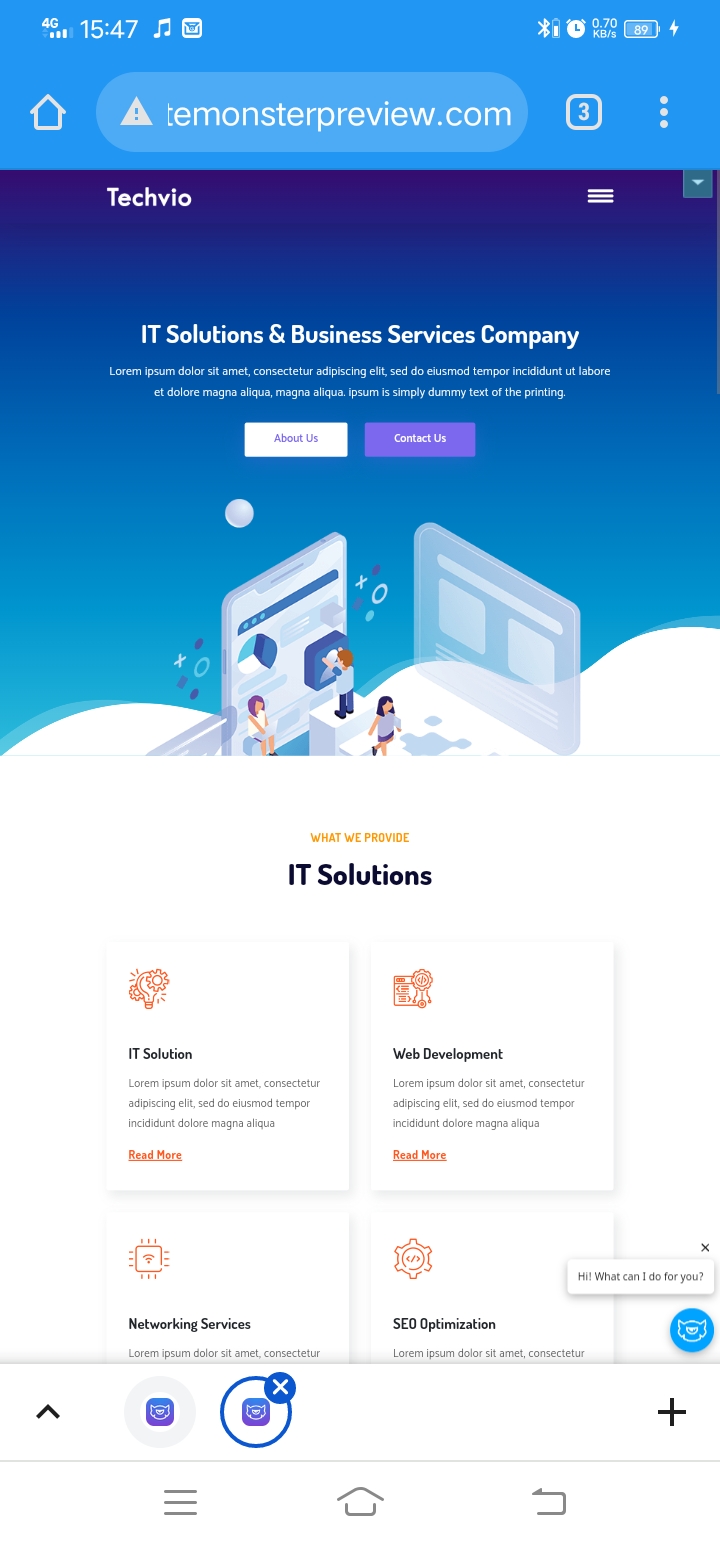 4G 15:47 0.70 KB/s 89
temonsterpreview.com 3
Techvio
IT Solutions & Business Services Company
Lorem ipsum dolor sit amet, consectetur adipiscing elit, sed do eiusmod tempor incididunt ut labore
et dolore magna aliqua, magna aliqua. ipsum is simply dummy text of the printing.
About Us Contact Us
WHAT WE PROVIDE
IT Solutions
IT Solution
Lorem ipsum dolor sit amet, consectetur
adipiscing elit, sed do eiusmod tempor
incididunt dolore magna aliqua
Read More
Web Development
Lorem ipsum dolor sit amet, consectetur
adipiscing elit, sed do eiusmod tempor
incididunt dolore magna aliqua
Read More
Networking Services
Lorem ipsum dolor sit amet, consectetur
SEO Optimization
Lorem ipsum dolor sit amet, consectetur
Hi! What can I do for you?